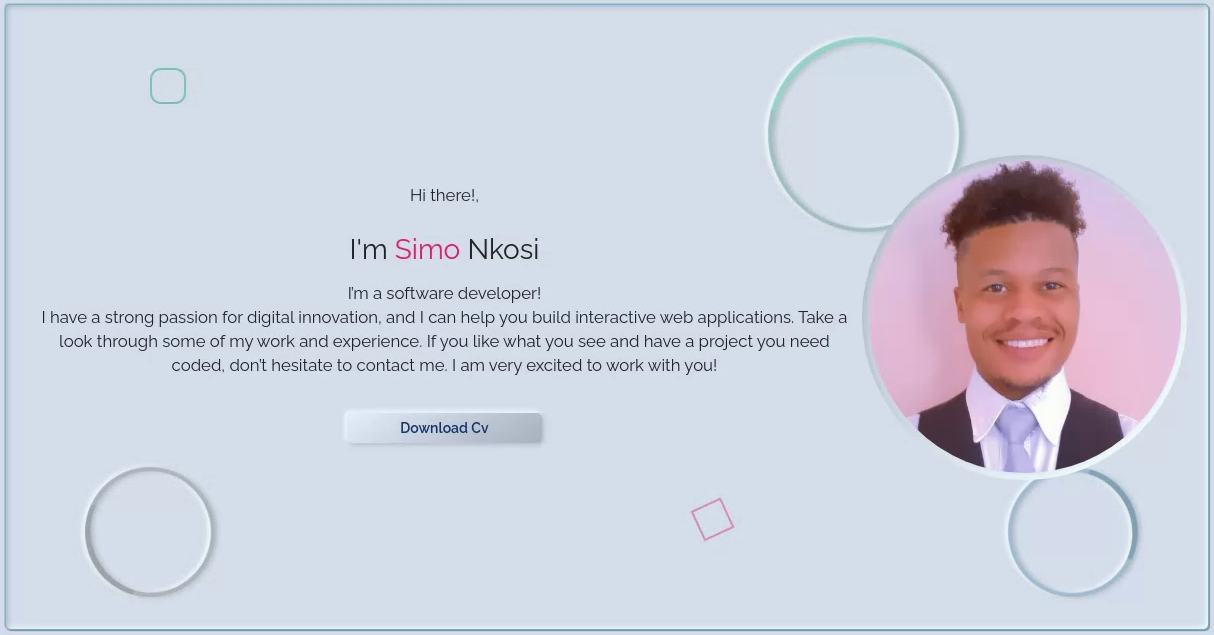 Hi there!,
I'm Simo Nkosi
I’m a software developer!
I have a strong passion for digital innovation, and I can help you build interactive web applications. Take a
look through some of my work and experience. If you like what you see and have a project you need
coded, don’t hesitate to contact me. I am very excited to work with you!
Download Cv